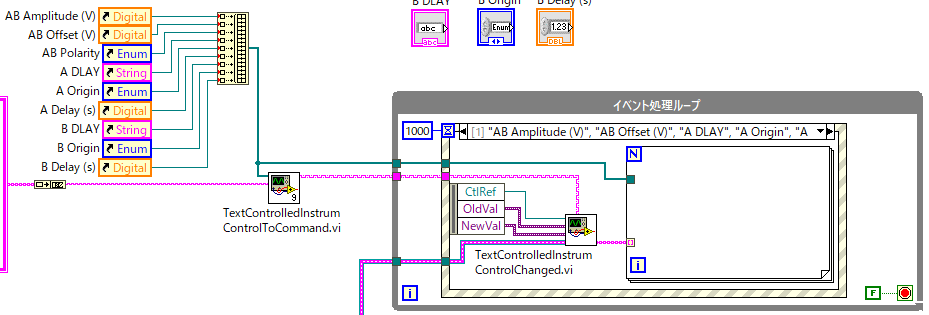 B DLAY
B Origin
B Delay (s)
abc
abc
Enum
1.23
DBL
AB Amplitude (V)
Digital
AB Offset (V)
Digital
AB Polarity
Enum
A DLAY
String
A Origin
Enum
A Delay (s)
Digital
B DLAY
String
B Origin
Enum
B Delay (s)
Digital
TextControlledInstrum
ControlToCommand.vi
イベント処理ループ
1000
[1] "AB Amplitude (V)", "AB Offset (V)", "A DLAY", "A Origin", "A
N
CtlRef
OldVal
NewVal
TextControlledInstrum
ControlChanged.vi
i
i
F